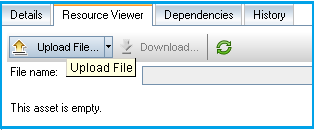 Details Resource Viewer Dependencies History
Upload File... Download...
File name: Upload File
This asset is empty.